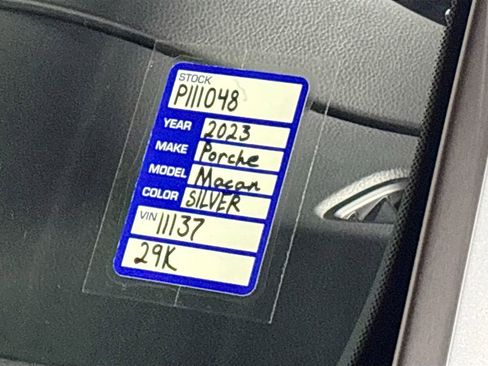 STOCK
P111048
YEAR 2023
MAKE Porche
MODEL Macan
COLOR SILVER
VIN 11137
29K